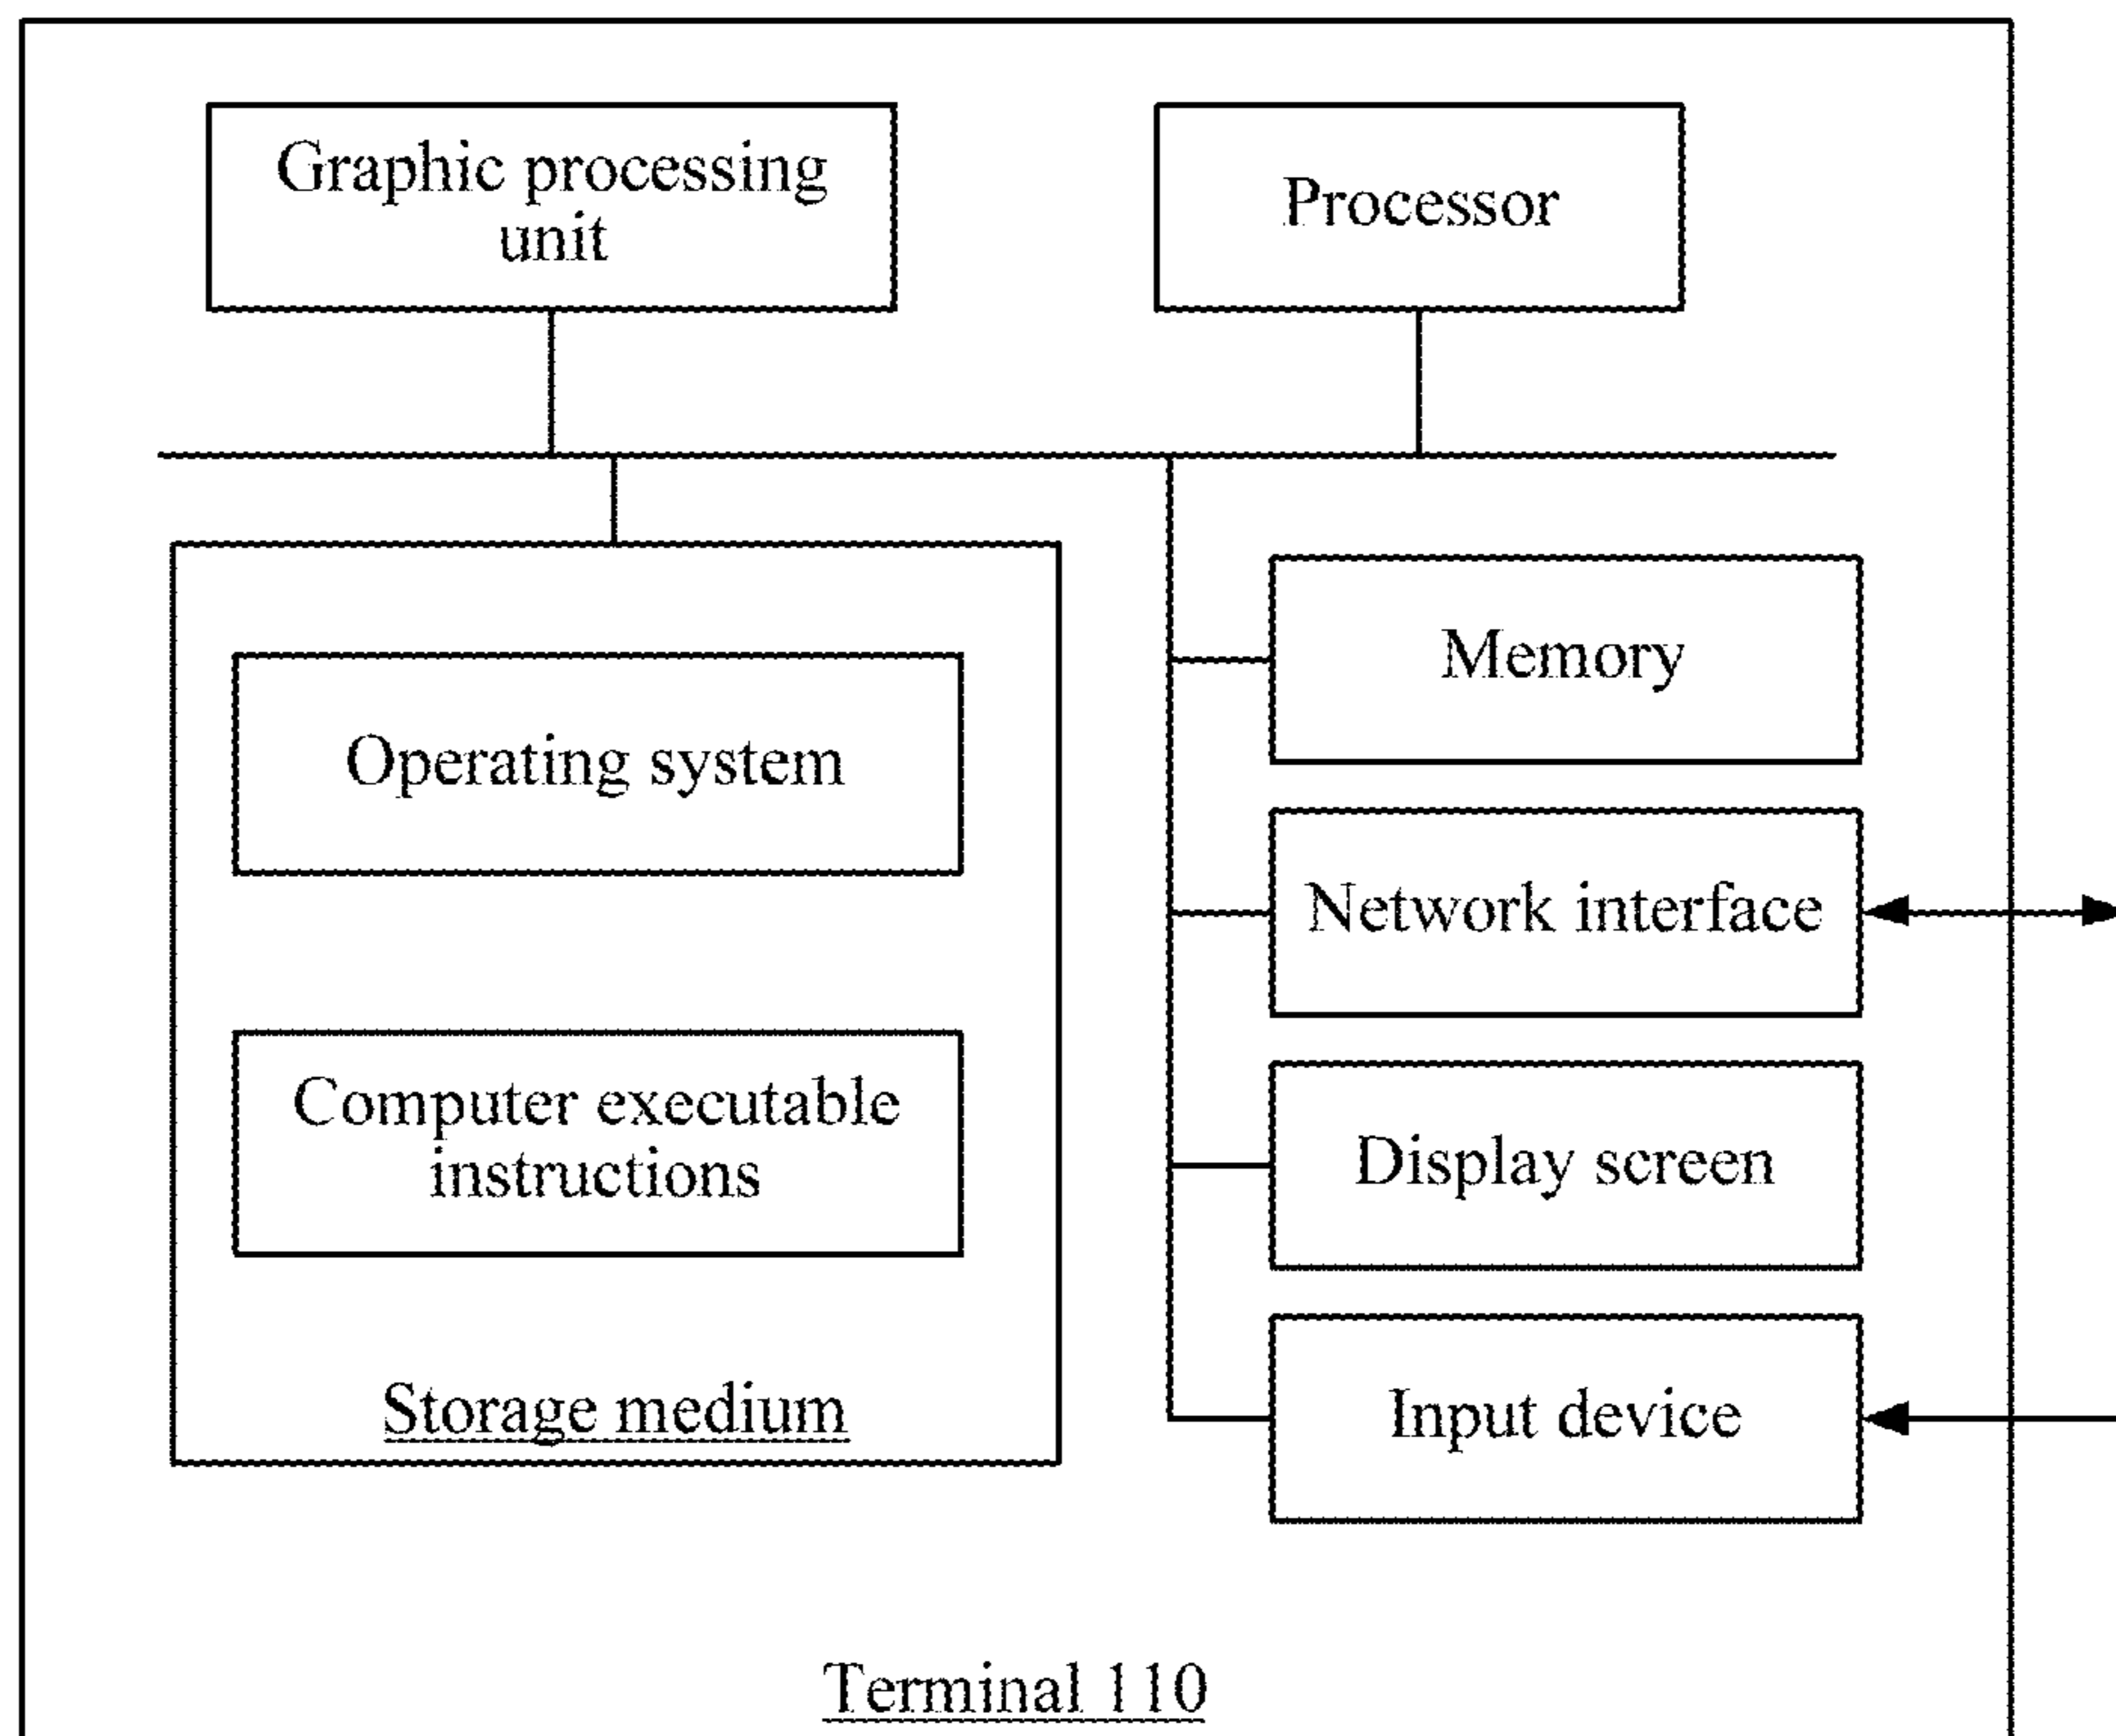 Graphic processing
unit
Processor
Operating system
Computer executable
instructions
Storage medium
Memory
Network interface
Display screen
Input device
Terminal 110